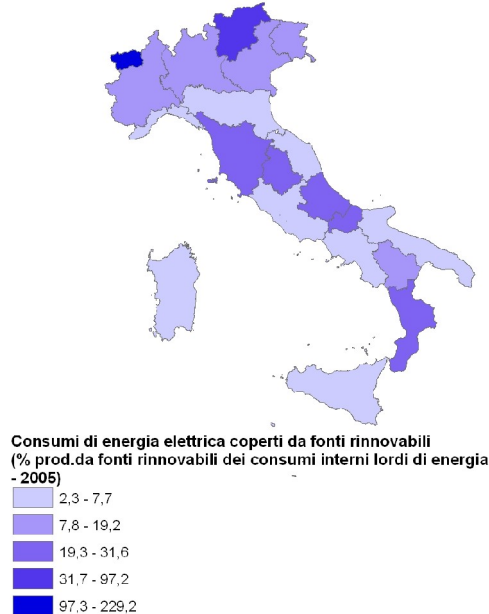 Consumi di energia elettrica coperti da fonti rinnovabili
(% prod.da fonti rinnovabili dei consumi interni lordi di energia
- 2005)
2,3 - 7,7
7,8 - 19,2
19,3 - 31,6
31,7 - 97,2
97,3 - 229,2